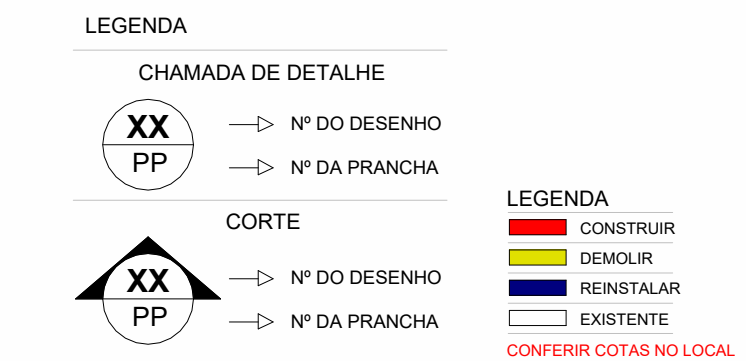 LEGENDA
CHAMADA DE DETALHE
XX
PP
Nº DO DESENHO
Nº DA PRANCHA
CORTE
XX
PP
Nº DO DESENHO
Nº DA PRANCHA
LEGENDA
CONSTRUIR
DEMOLIR
REINSTALAR
EXISTENTE
CONFERIR COTAS NO LOCAL